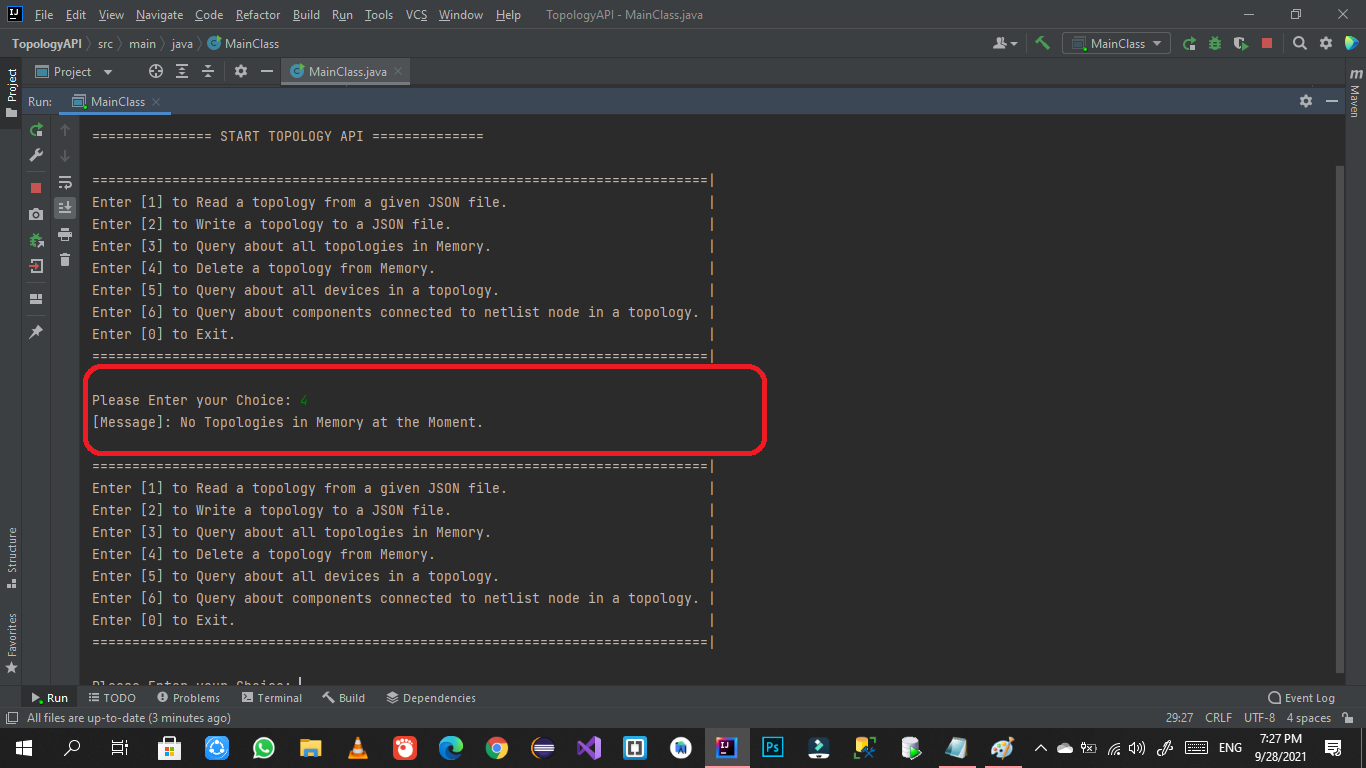 File Edit View Navigate Code Refactor Build Run Tools VCS Window Help TopologyAPI - MainClass.java
TopologyAPI src main java MainClass MainClass
Project MainClass.java
Project
Maven
Run: MainClass
=============== START TOPOLOGY API ==============
=============================================================================|
Enter [1] to Read a topology from a given JSON file. |
Enter [2] to Write a topology to a JSON file. |
Enter [3] to Query about all topologies in Memory. |
Enter [4] to Delete a topology from Memory. |
Enter [5] to Query about all devices in a topology. |
Enter [6] to Query about components connected to netlist node in a topology. |
Enter [0] to Exit. |
=============================================================================|
Please Enter your Choice: 4
[Message]: No Topologies in Memory at the Moment.
=============================================================================|
Enter [1] to Read a topology from a given JSON file. |
Enter [2] to Write a topology to a JSON file. |
Enter [3] to Query about all topologies in Memory. |
Enter [4] to Delete a topology from Memory. |
Enter [5] to Query about all devices in a topology. |
Enter [6] to Query about components connected to netlist node in a topology. |
Enter [0] to Exit. |
=============================================================================|
Please Enter your Choice:
Structure
Favorites
Run TODO Problems Terminal Build Dependencies Event Log
All files are up-to-date (3 minutes ago) 29:27 CRLF UTF-8 4 spaces
ENG 7:27 PM
9/28/2021